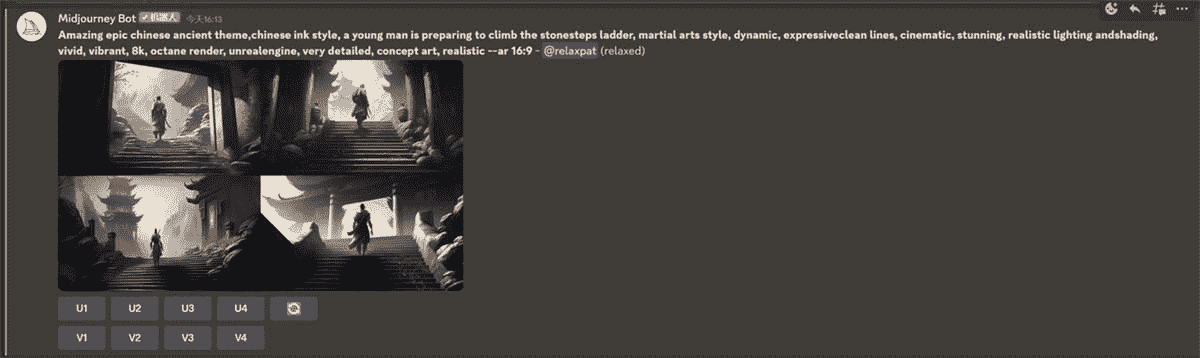 Midjourney Bot ✓机器人 今天16:13
Amazing epic chinese ancient theme,chinese ink style, a young man is preparing to climb the stonesteps ladder, martial arts style, dynamic, expressiveclean lines, cinematic, stunning, realistic lighting andshading,
vivid, vibrant, 8k, octane render, unrealengine, very detailed, concept art, realistic --ar 16:9 - @relaxpat (relaxed)
U1 U2 U3 U4
V1 V2 V3 V4